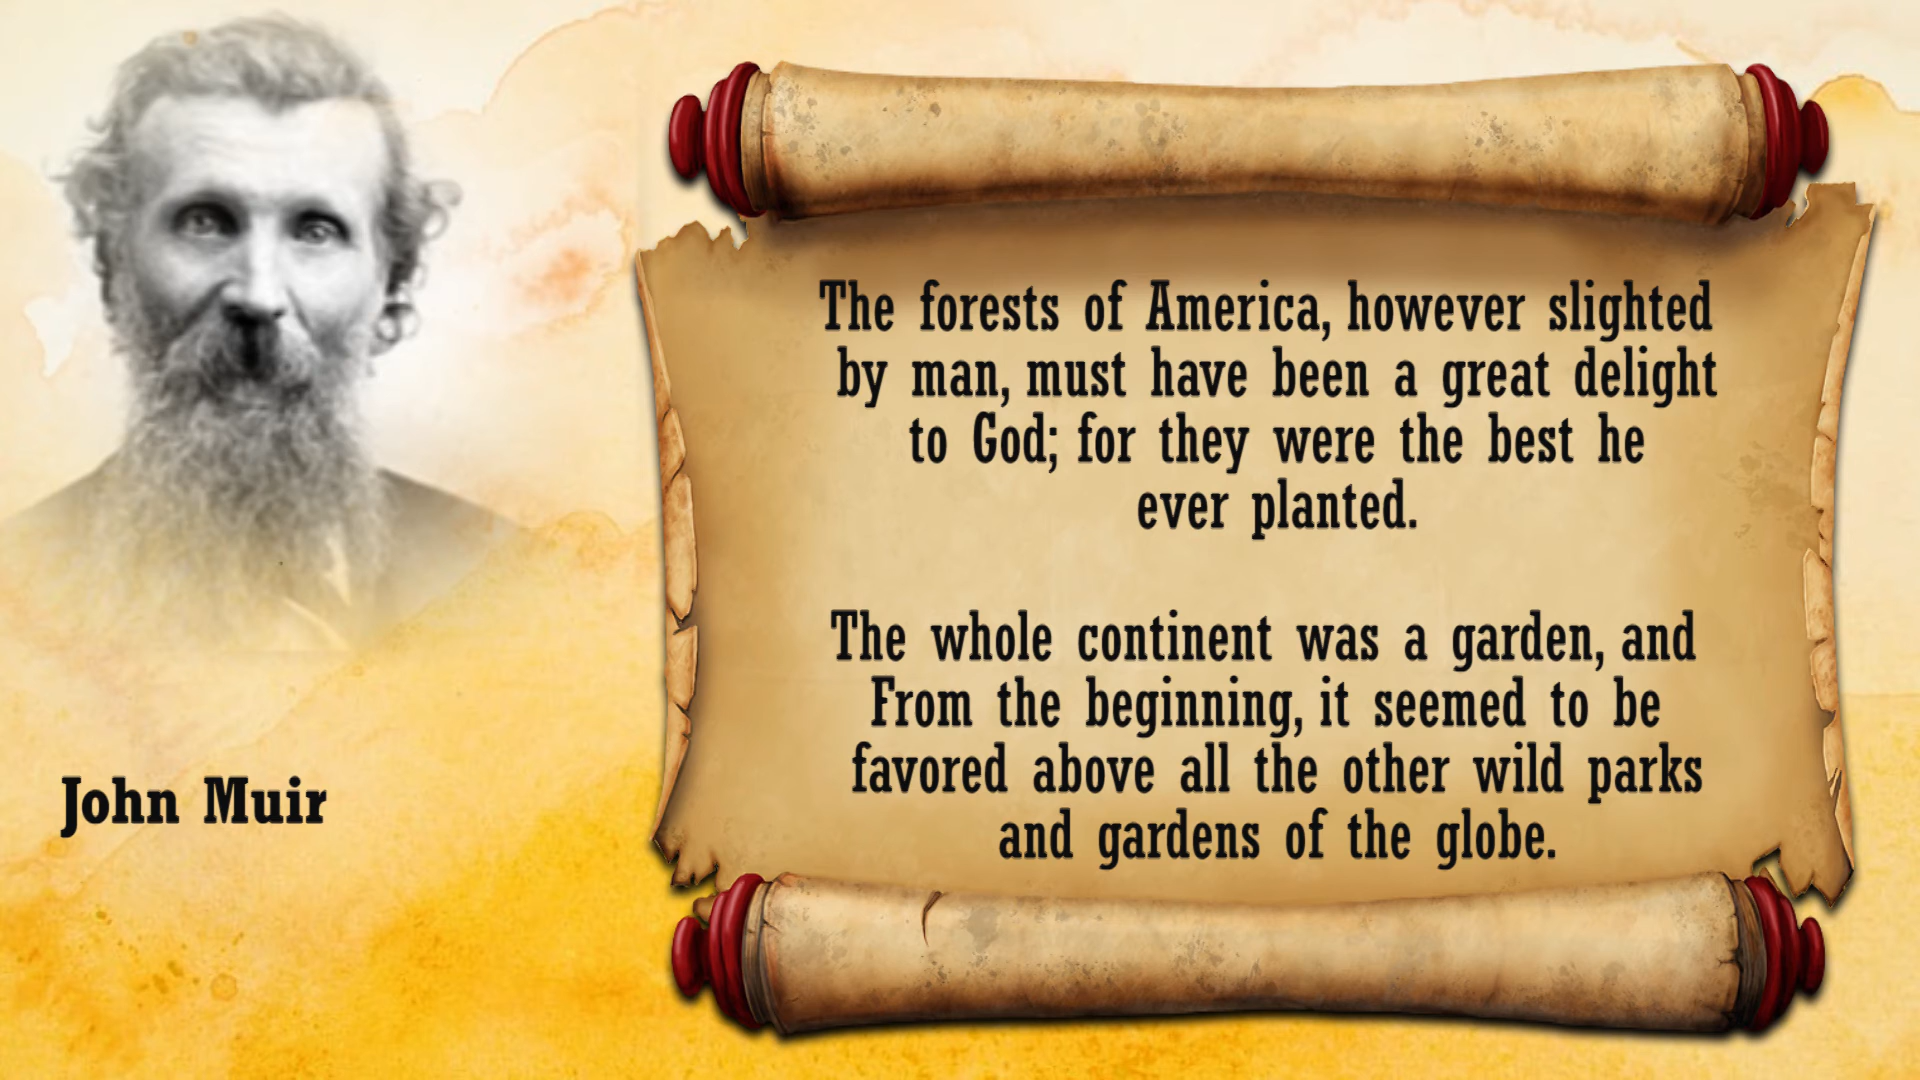 The forests of America, however slighted
by man, must have been a great delight
to God; for they were the best he
ever planted.
The whole continent was a garden, and
From the beginning, it seemed to be
favored above all the other wild parks
and gardens of the globe.
John Muir